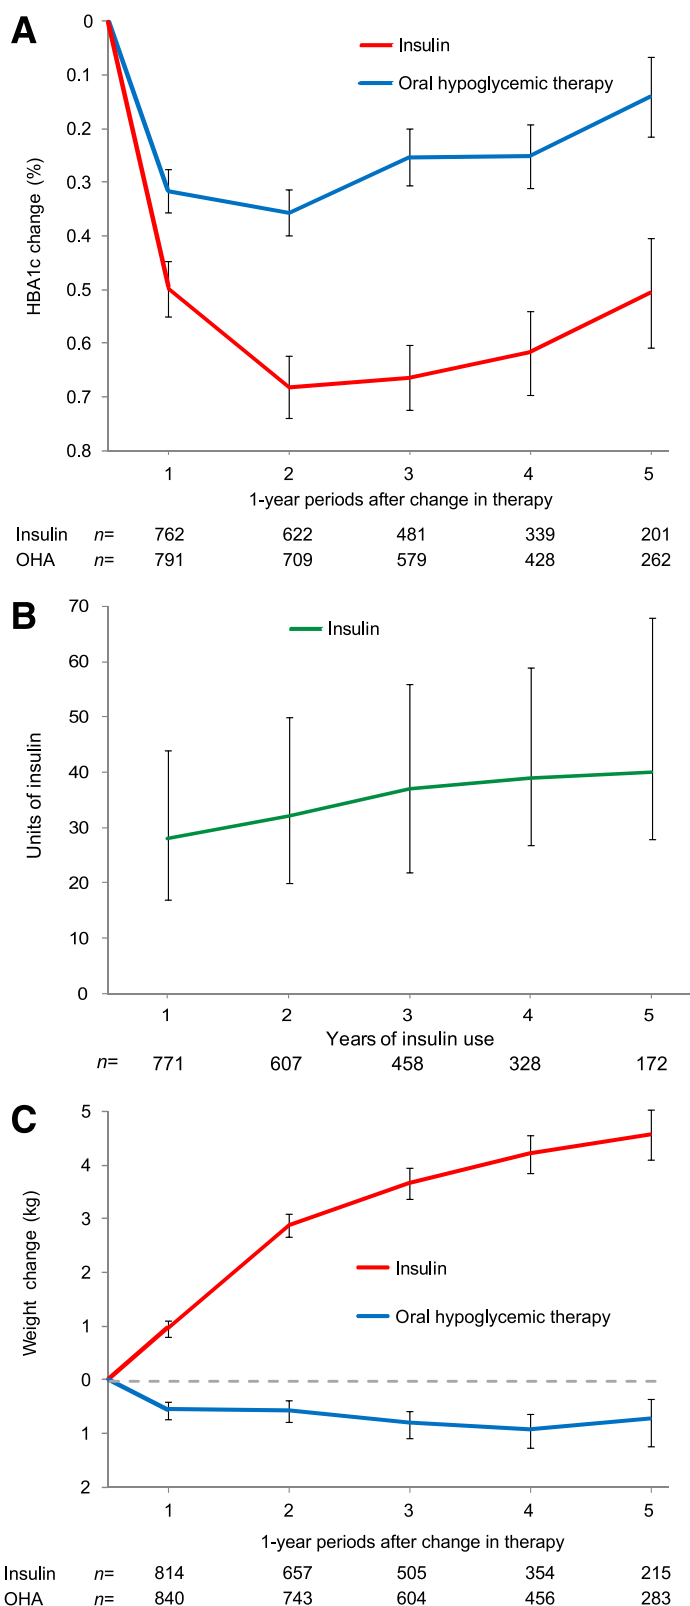 A
0
0.1
0.2
0.3
0.4
0.5
0.6
0.7
0.8
HBA1c change (%)
Insulin
Oral hypoglycemic therapy
1 2 3 4 5
1-year periods after change in therapy
Insulin n= 762 622 481 339 201
OHA n= 791 709 579 428 262
B
70
60
50
40
30
20
10
0
Units of insulin
Insulin
1 2 3 4 5
Years of insulin use
n= 771 607 458 328 172
C
5
4
3
2
1
0
1
2
Weight change (kg)
Insulin
Oral hypoglycemic therapy
1 2 3 4 5
1-year periods after change in therapy
Insulin n= 814 657 505 354 215
OHA n= 840 743 604 456 283